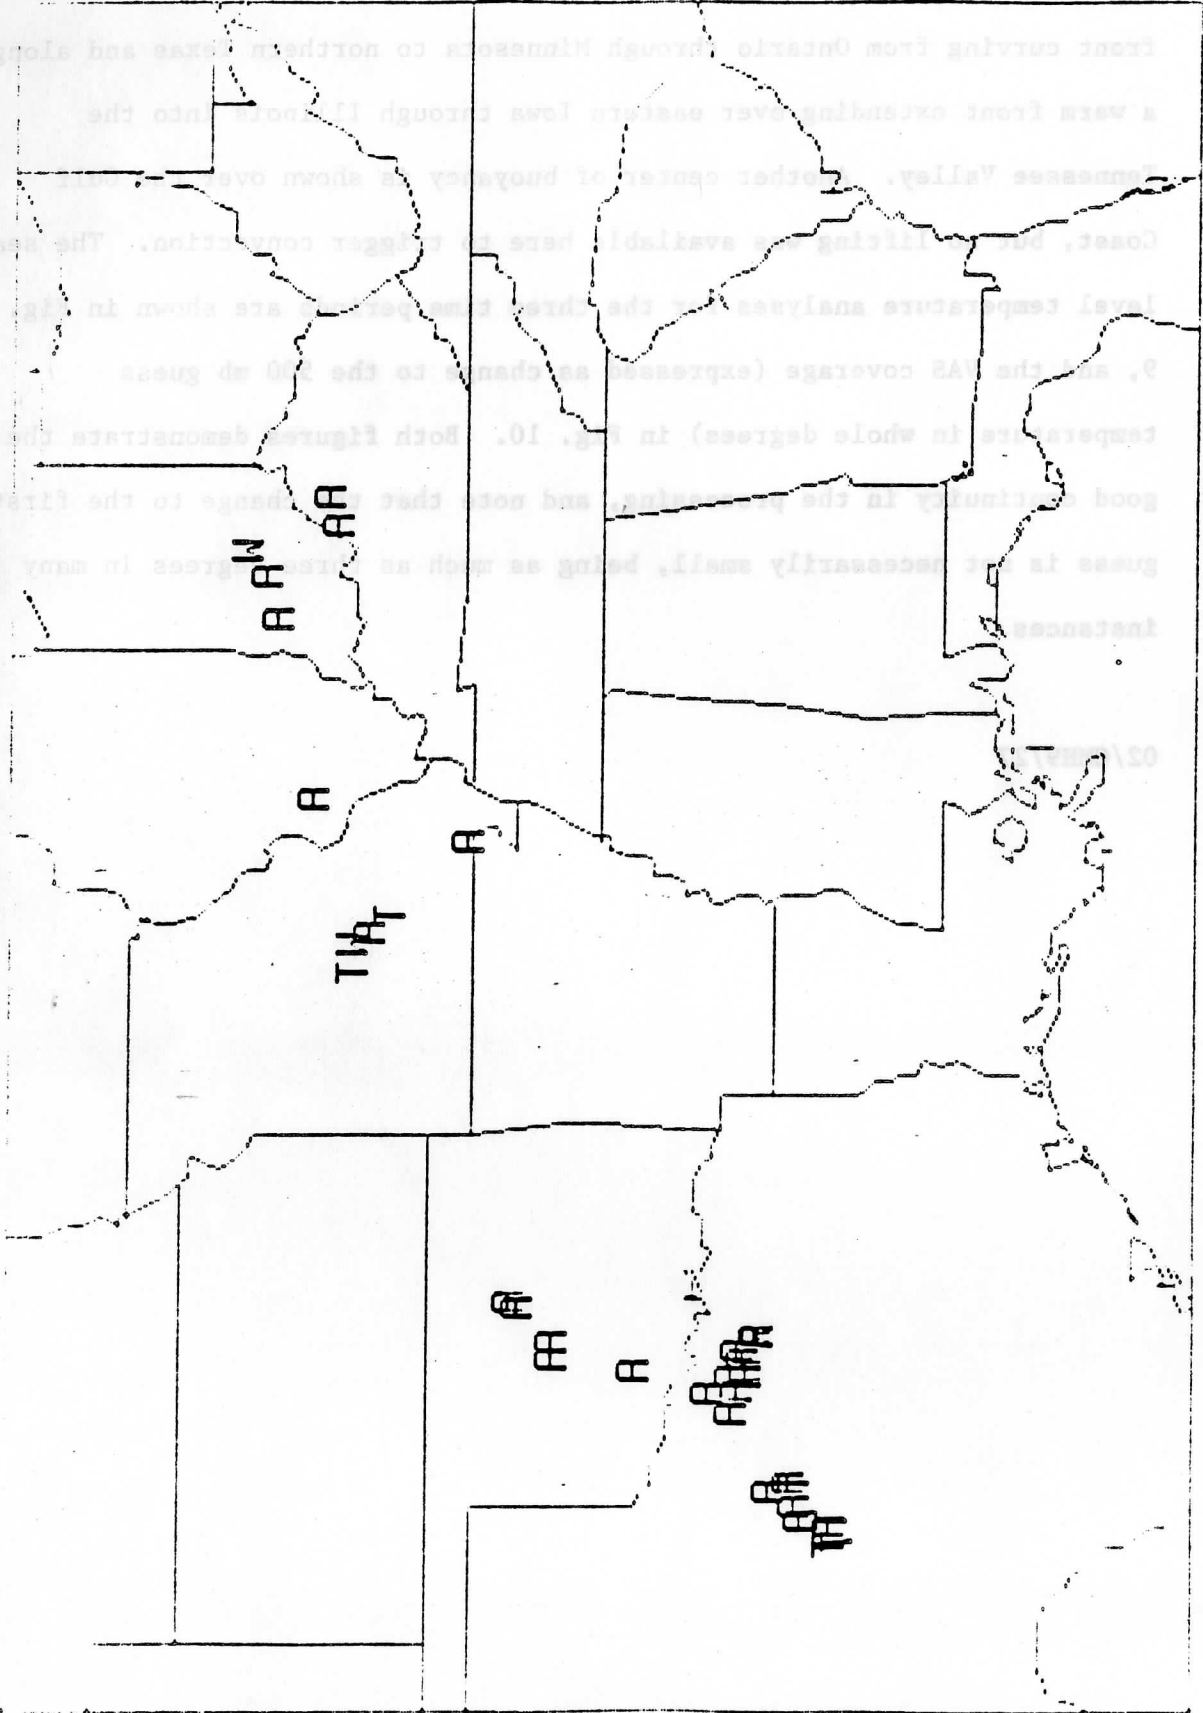 front curving from Ontario through Minnesota to northern Texas and along
a warm front extending over eastern Iowa through Illinois into the
Tennessee Valley. Another center of buoyancy is shown over the Gulf
Coast, but no lifting was available here to trigger convection. The sea
level temperature analyses for the three time periods are shown in Fig.
9, and the VAS coverage (expressed as change to the 500 mb guess
temperature in whole degrees) in Fig. 10. Both figures demonstrate the
good continuity in the processing, and note that the change to the first
guess is not necessarily small, being as much as three degrees in many
instances.
A
A
W
A
A
A
A
T
A
T
A
A
A
A
A
A
A
A
A
A
T